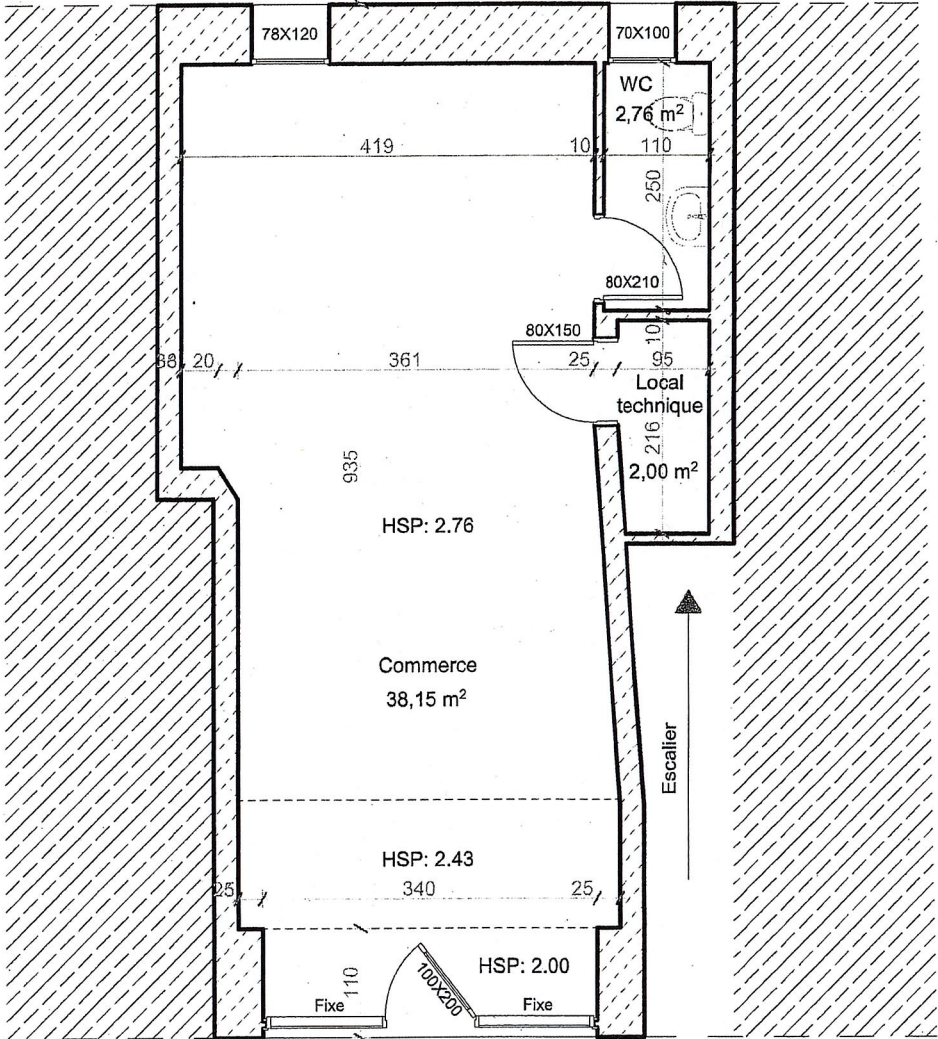 78X120
70X100
WC
2,76 m²
419
10
110
250
80X210
80X150
10
38
20
361
25
95
Local
technique
216
2,00 m²
935
HSP: 2.76
Commerce
38,15 m²
Escalier
HSP: 2.43
25
340
25
HSP: 2.00
110
100X200
Fixe
Fixe